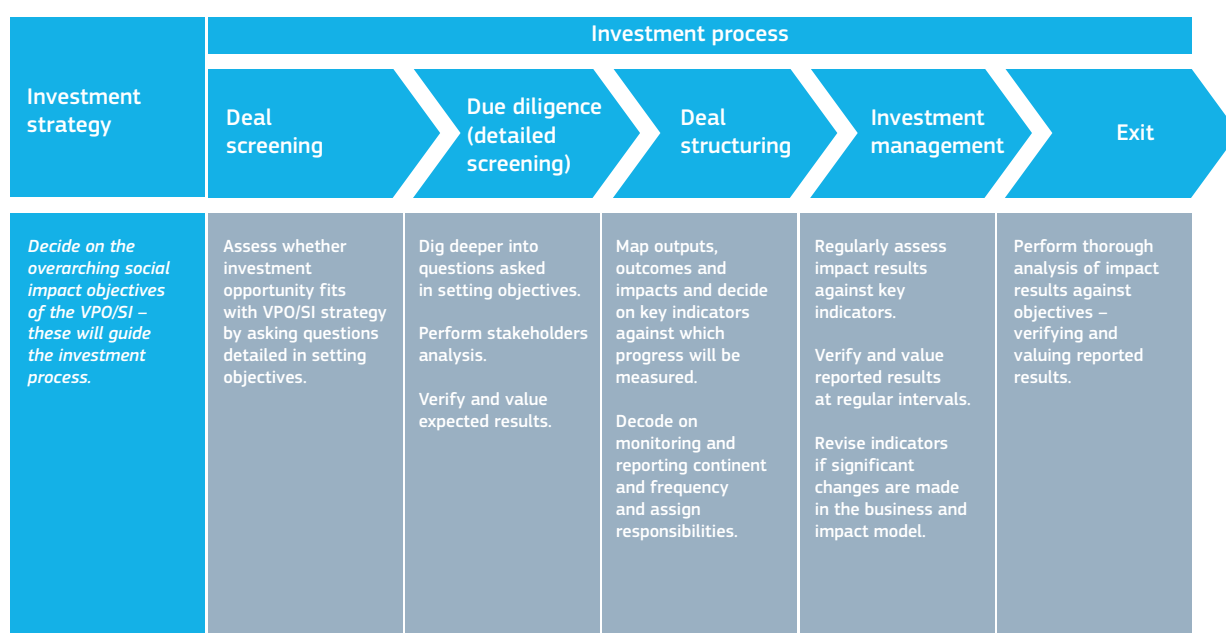 Investment process
Investment
strategy
Deal
screening
Due diligence
(detailed
screening)
Deal
structuring
Investment
management
Exit
Decide on the
overarching social
impact objectives
of the VPO/SI –
these will guide
the investment
process.
Assess whether
investment
opportunity fits
with VPO/SI strategy
by asking questions
detailed in setting
objectives.
Dig deeper into
questions asked
in setting objectives.
Perform stakeholders
analysis.
Verify and value
expected results.
Map outputs,
outcomes and
impacts and decide
on key indicators
against which
progress will be
measured.
Decode on
monitoring and
reporting continent
and frequency
and assign
responsibilities.
Regularly assess
impact results
against key
indicators.
Verify and value
reported results
at regular intervals.
Revise indicators
if significant
changes are made
in the business and
impact model.
Perform thorough
analysis of impact
results against
objectives –
verifying and
valuing reported
results.